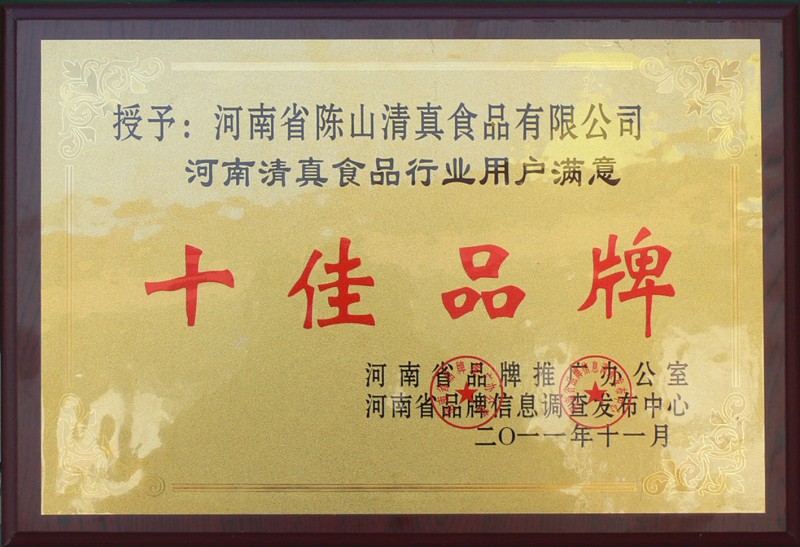 授予：河南省陈山清真食品有限公司
河南清真食品行业用户满意
十佳品牌
河南省品牌推广办公室
河南省品牌信息调查发布中心
二〇一一年十一月